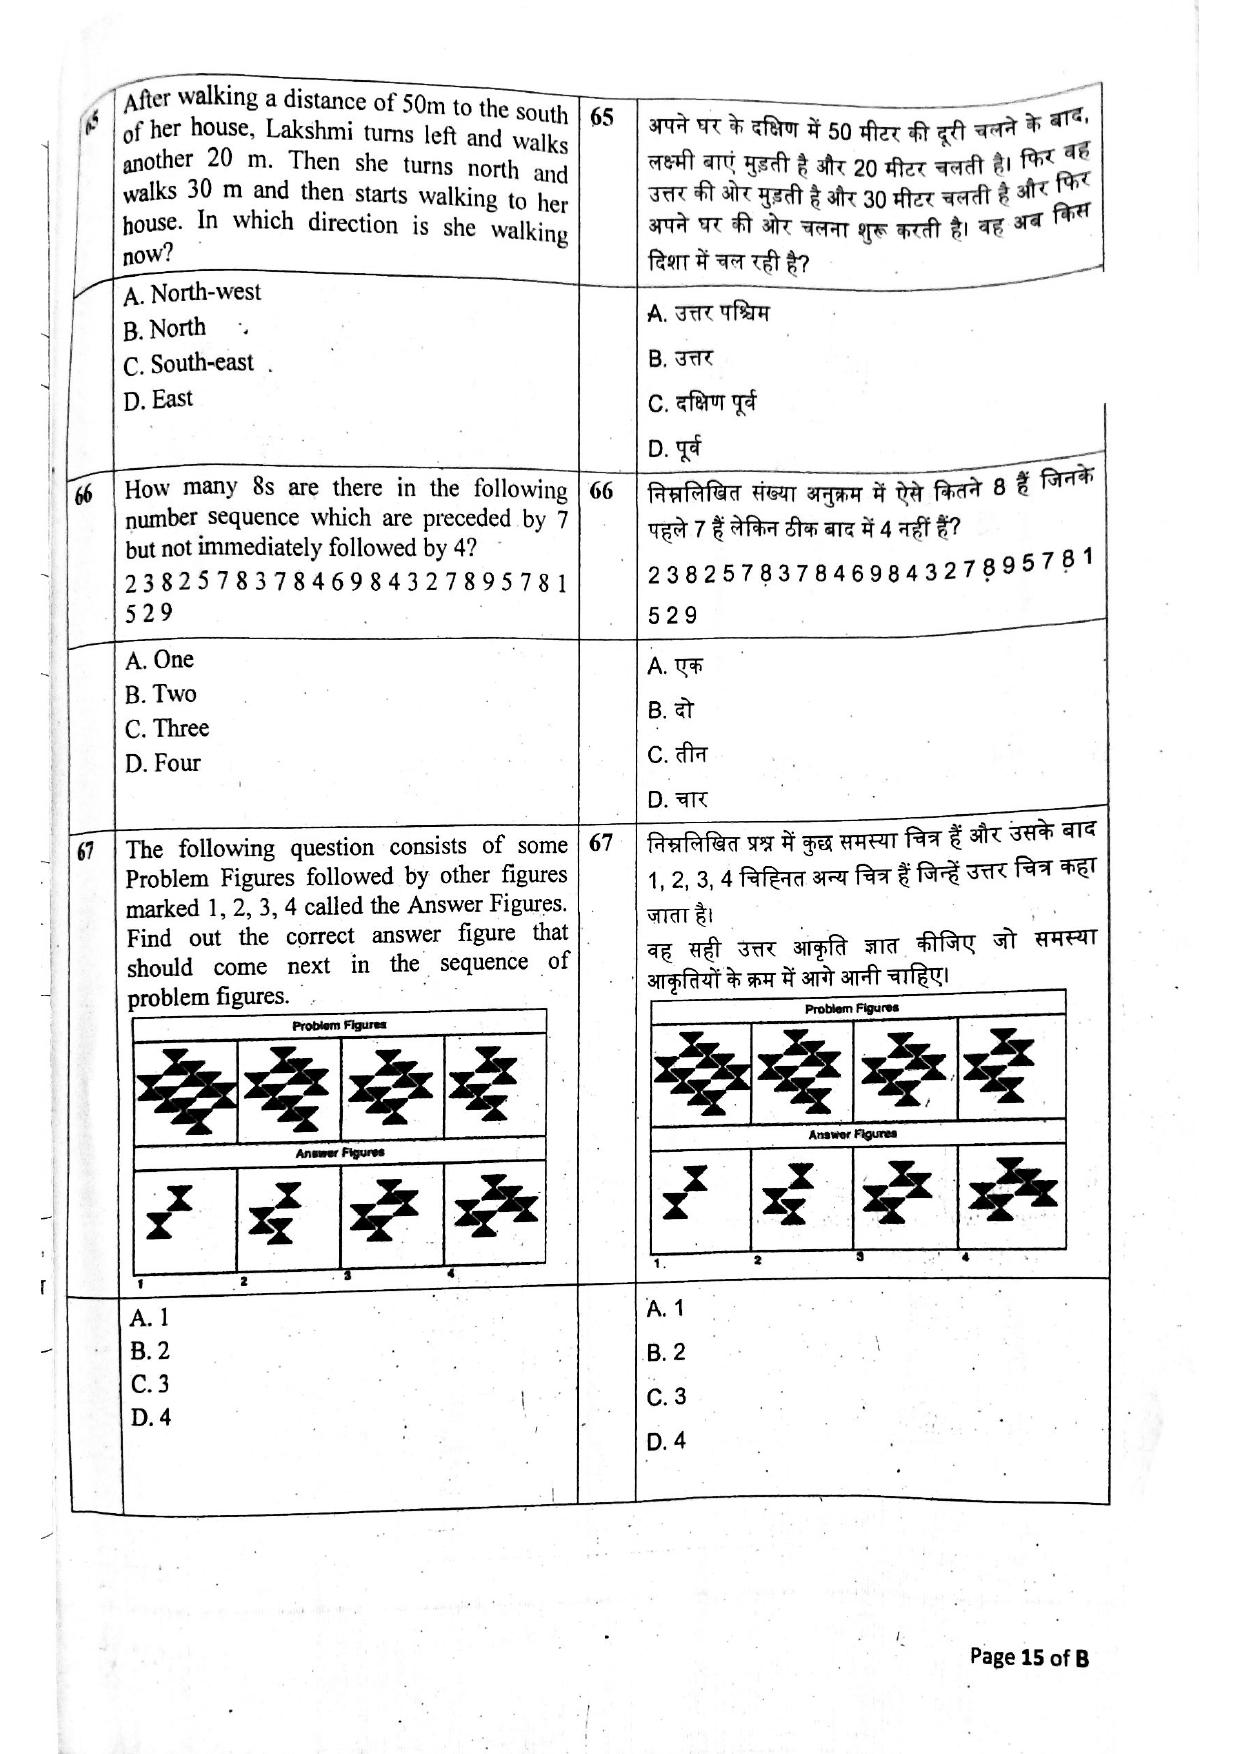 65
After walking a distance of 50m to the south
of her house, Lakshmi turns left and walks
another 20 m. Then she turns north and
walks 30 m and then starts walking to her
house. In which direction is she walking
now?
A. North-west
B. North
C. South-east
D. East
65
अपने घर के दक्षिण में 50 मीटर की दूरी चलने के बाद,
लक्ष्मी बाएं मुड़ती है और 20 मीटर चलती है। फिर वह
उत्तर की ओर मुड़ती है और 30 मीटर चलती है और फिर
अपने घर की ओर चलना शुरू करती है। वह अब किस
दिशा में चल रही है?
A. उत्तर पश्चिम
B. उत्तर
C. दक्षिण पूर्व
D. पूर्व
66
How many 8s are there in the following
number sequence which are preceded by 7
but not immediately followed by 4?
2 3 8 2 5 7 8 3 7 8 4 6 9 8 4 3 2 7 8 9 5 7 8 1
5 2 9
A. One
B. Two
C. Three
D. Four
66
निम्नलिखित संख्या अनुक्रम में ऐसे कितने 8 हैं जिनके
पहले 7 हैं लेकिन ठीक बाद में 4 नहीं हैं?
2 3 8 2 5 7 8 3 7 8 4 6 9 8 4 3 2 7 8 9 5 7 8 1
5 2 9
A. एक
B. दो
C. तीन
D. चार
67
The following question consists of some
Problem Figures followed by other figures
marked 1, 2, 3, 4 called the Answer Figures.
Find out the correct answer figure that
should come next in the sequence of
problem figures.
Problem Figures
Answer Figures
1 2 3 4
A. 1
B. 2
C. 3
D. 4
67
निम्नलिखित प्रश्न में कुछ समस्या चित्र हैं और उसके बाद
1, 2, 3, 4 चिह्नित अन्य चित्र हैं जिन्हें उत्तर चित्र कहा
जाता है।
वह सही उत्तर आकृति ज्ञात कीजिए जो समस्या
आकृतियों के क्रम में आगे आनी चाहिए।
Problem Figures
Answer Figures
1. 2 3 4
A. 1
B. 2
C. 3
D. 4
Page 15 of B